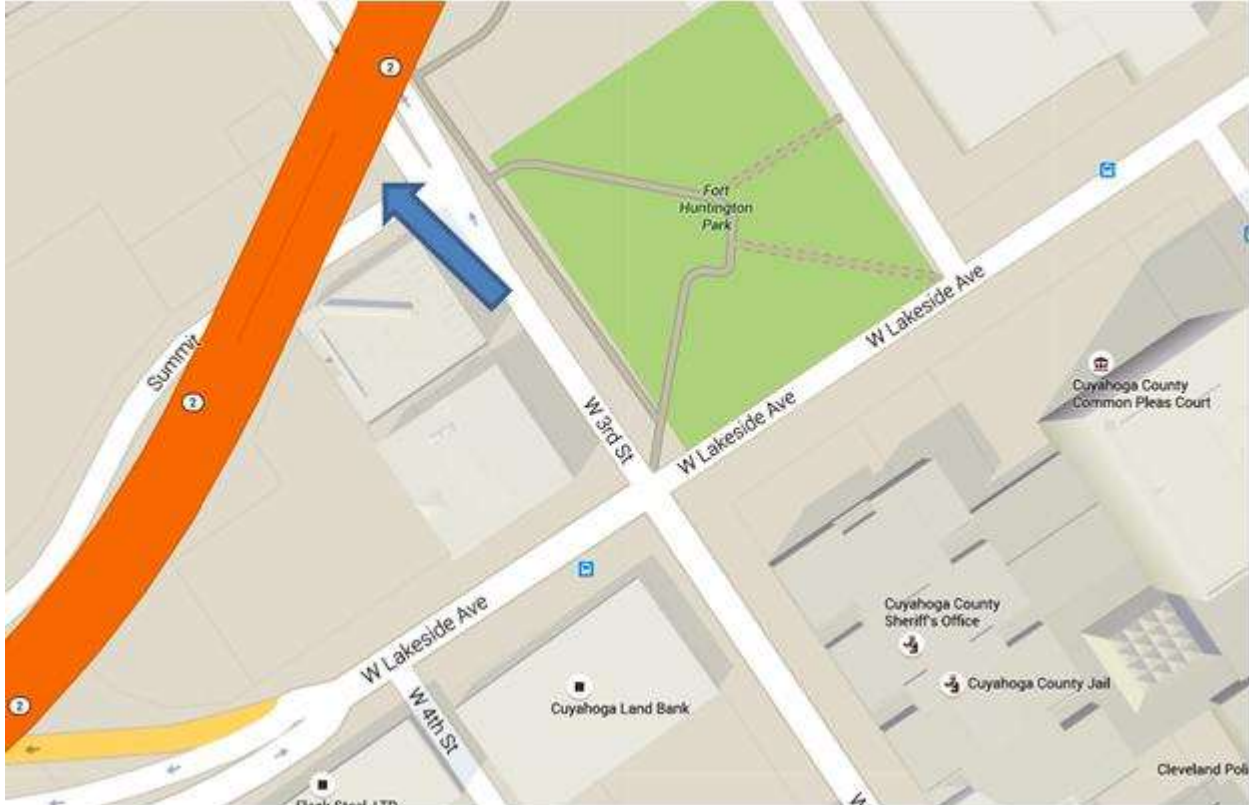 2
Fort
Huntington
Park
W Lakeside Ave
Summit
2
Cuyahoga County
Common Pleas Court
W 3rd St
W Lakeside Ave
Cuyahoga County
Sheriff's Office
W Lakeside Ave
Cuyahoga County Jail
2
Cuyahoga Land Bank
W 4th St
Cleveland Poli
W